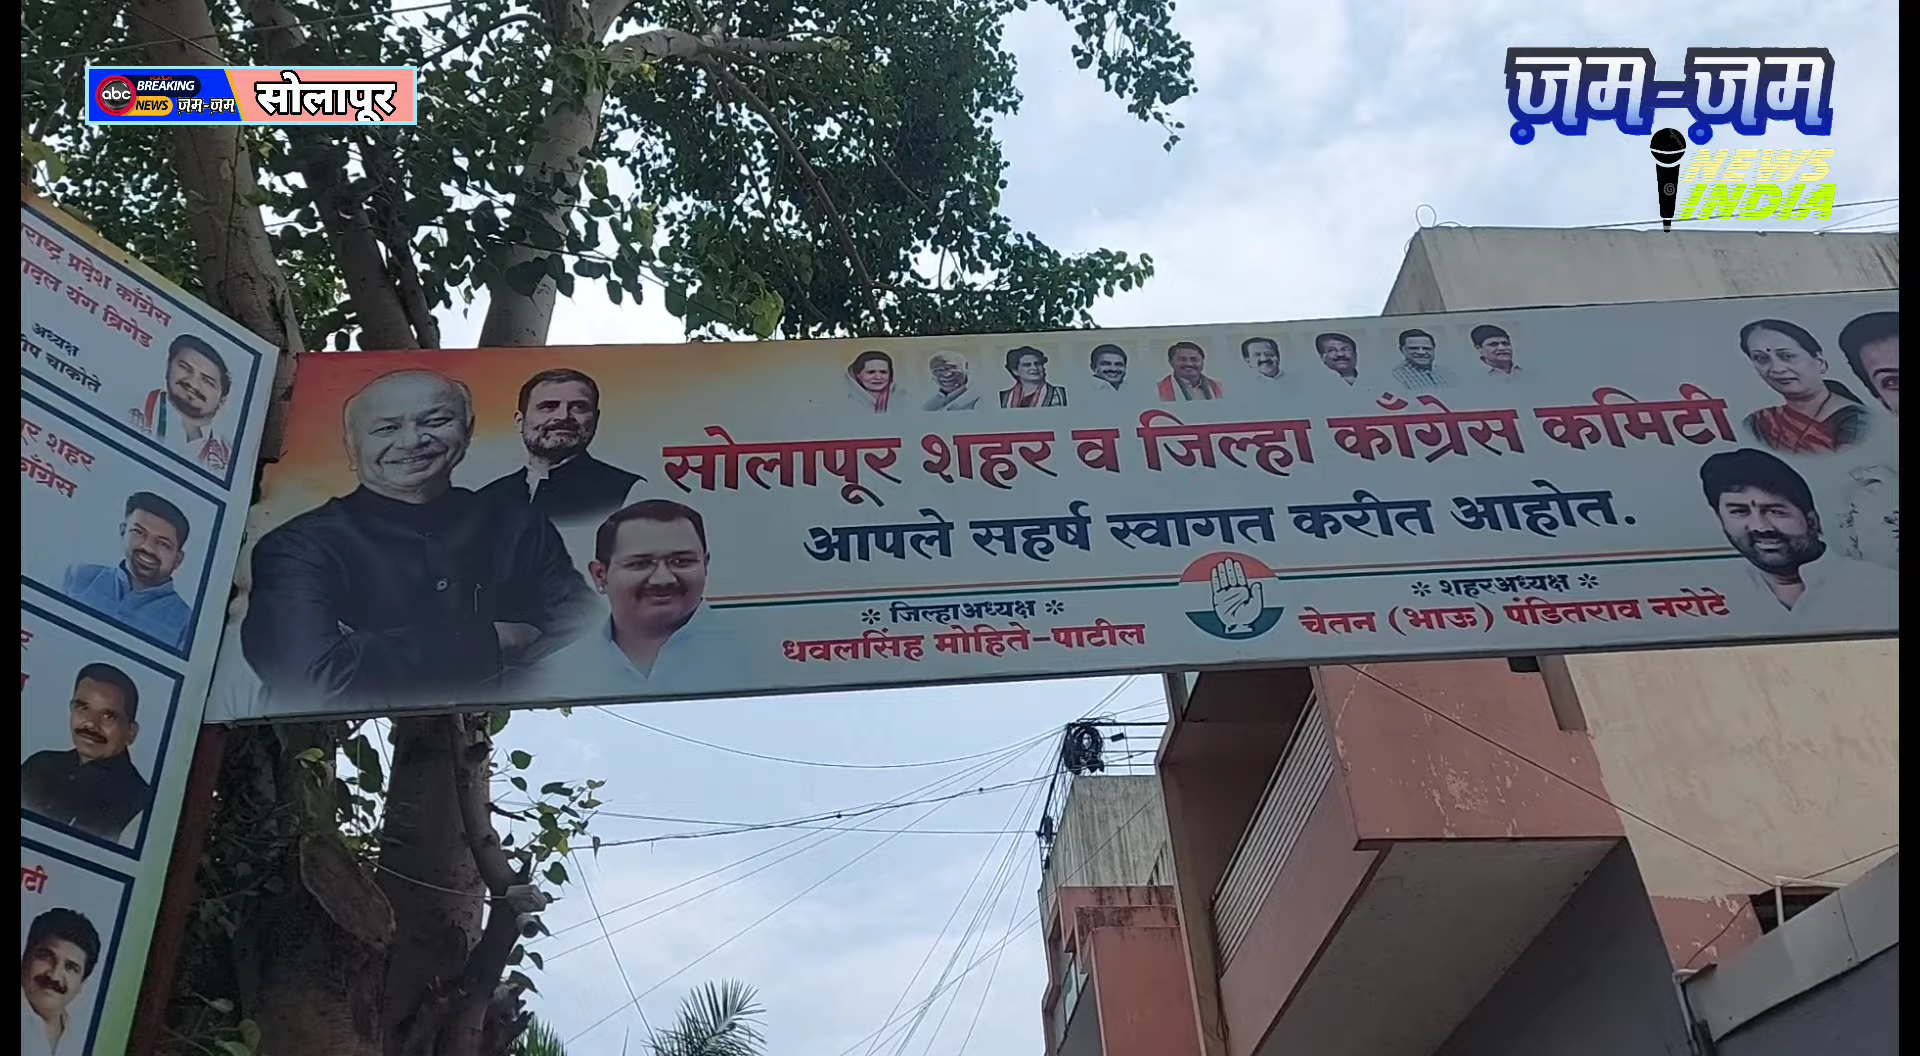 abc BREAKING
NEWS ज़म-ज़म
सोलापूर
ज़म-ज़म
NEWS
INDIA
प्रदेश काँग्रेस
यंग ब्रिगेड
अध्यक्ष
चाकोते
शहर
काँग्रेस
सोलापूर शहर व जिल्हा काँग्रेस कमिटी
आपले सहर्ष स्वागत करीत आहोत.
* जिल्हाअध्यक्ष *
धवलसिंह मोहिते-पाटील
* शहरअध्यक्ष *
चेतन (भाऊ) पंडितराव नरोटे